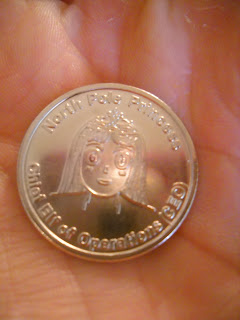 North Pole Princess
Chief Elf of Operations (CEO)